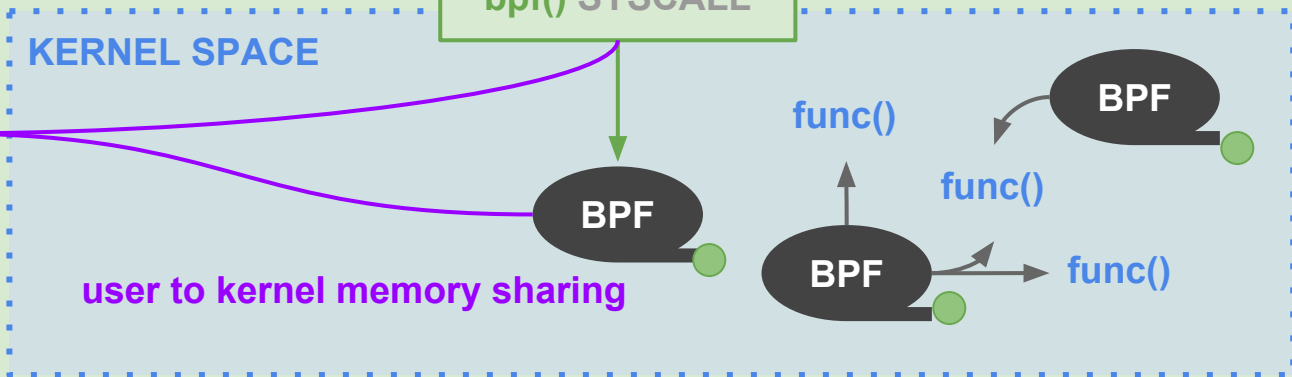 bpf() SYSCALL
KERNEL SPACE
BPF
func()
func()
BPF
BPF
func()
user to kernel memory sharing